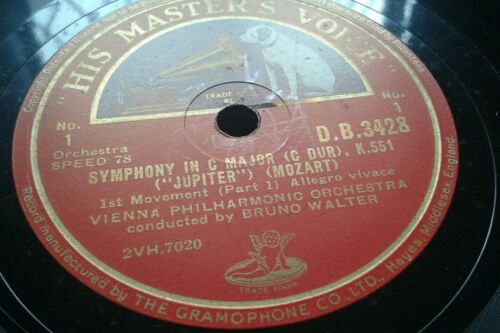 "HIS MASTER'S VOICE"
TRADE
No. 1
Orchestra
SPEED 78
No. 1
D.B.3428
SYMPHONY IN C MAJOR (C DUR), K.551
("JUPITER") (MOZART)
1st Movement (Part 1) Allegro vivace
VIENNA PHILHARMONIC ORCHESTRA
conducted by BRUNO WALTER
2VH.7020
TRADE MARK
Record manufactured by THE GRAMOPHONE CO., LTD., Hayes, Middlesex, England.